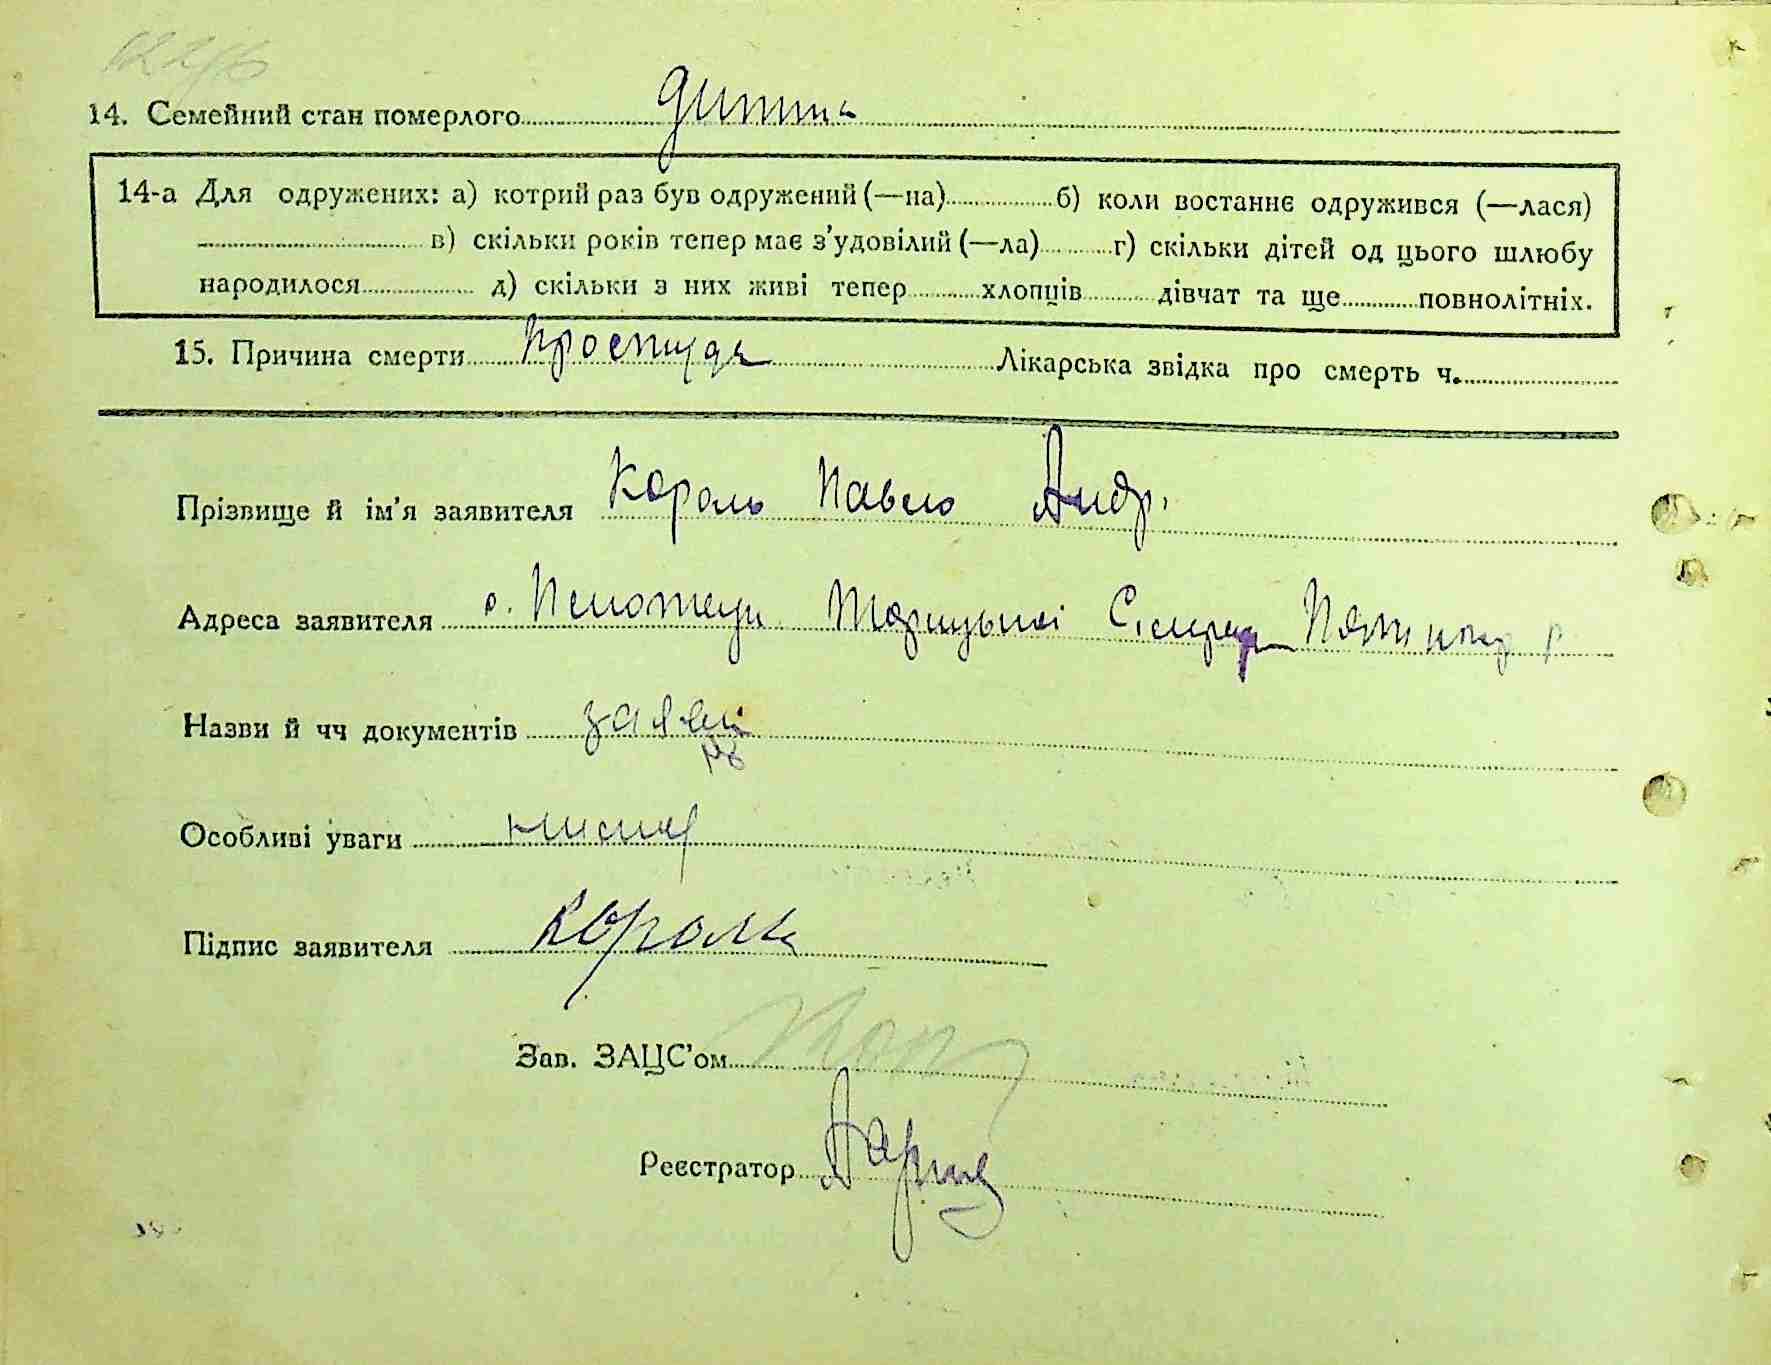 14. Семейний стан померлого дитина
14-а Для одружених: а) котрий раз був одружений (—на) б) коли востаннє одружився (—лася)
в) скільки років тепер має з’удовілий (—ла) г) скільки дітей од цього шлюбу
народилося д) скільки з них живі тепер хлопців дівчат та ще повнолітніх.
15. Причина смерти простуда Лікарська звідка про смерть ч.
Прізвище й ім’я заявителя Король Павло Андр.
Адреса заявителя с.
Назви й чч документів
Особливі уваги
Підпис заявителя Король
Зав. ЗАЦС’ом
Реєстратор